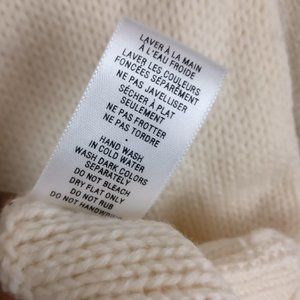 LAVER À LA MAIN
À L'EAU FROIDE
LAVER LES COULEURS
FONCÉES SÉPARÉMENT
NE PAS JAVELLISER
SÉCHER À PLAT
SEULEMENT
NE PAS FROTTER
NE PAS TORDRE
HAND WASH
IN COLD WATER
WASH DARK COLORS
SEPARATELY
DO NOT BLEACH
DRY FLAT ONLY
DO NOT RUB
DO NOT